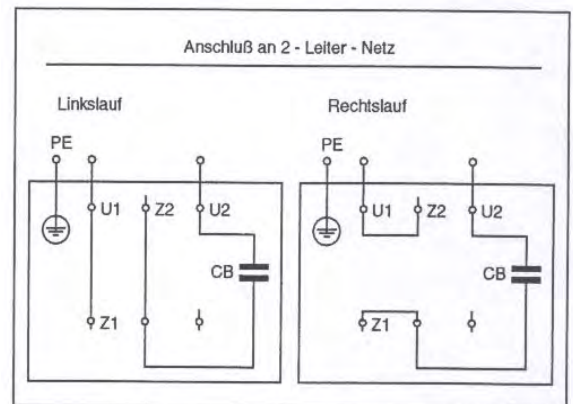 Anschluß an 2 - Leiter - Netz
Linkslauf
Rechtslauf
PE
PE
U1 Z2 U2
U1 Z2 U2
CB
CB
Z1
Z1